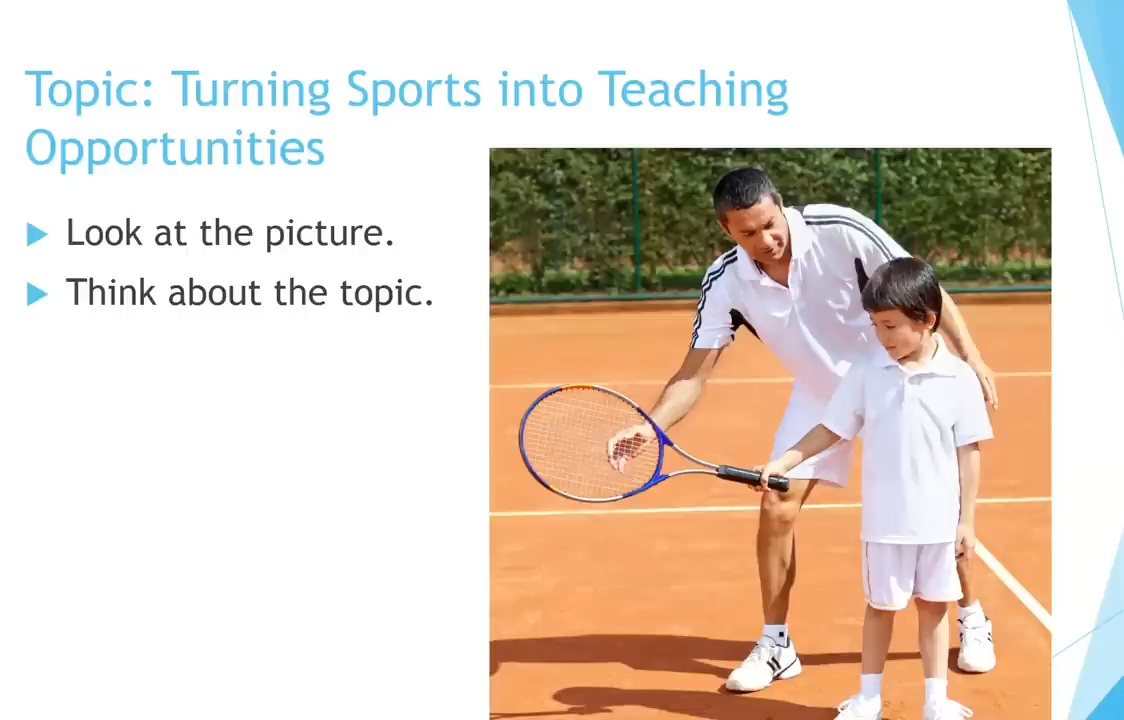 Topic: Turning Sports into Teaching
Opportunities
Look at the picture.
Think about the topic.